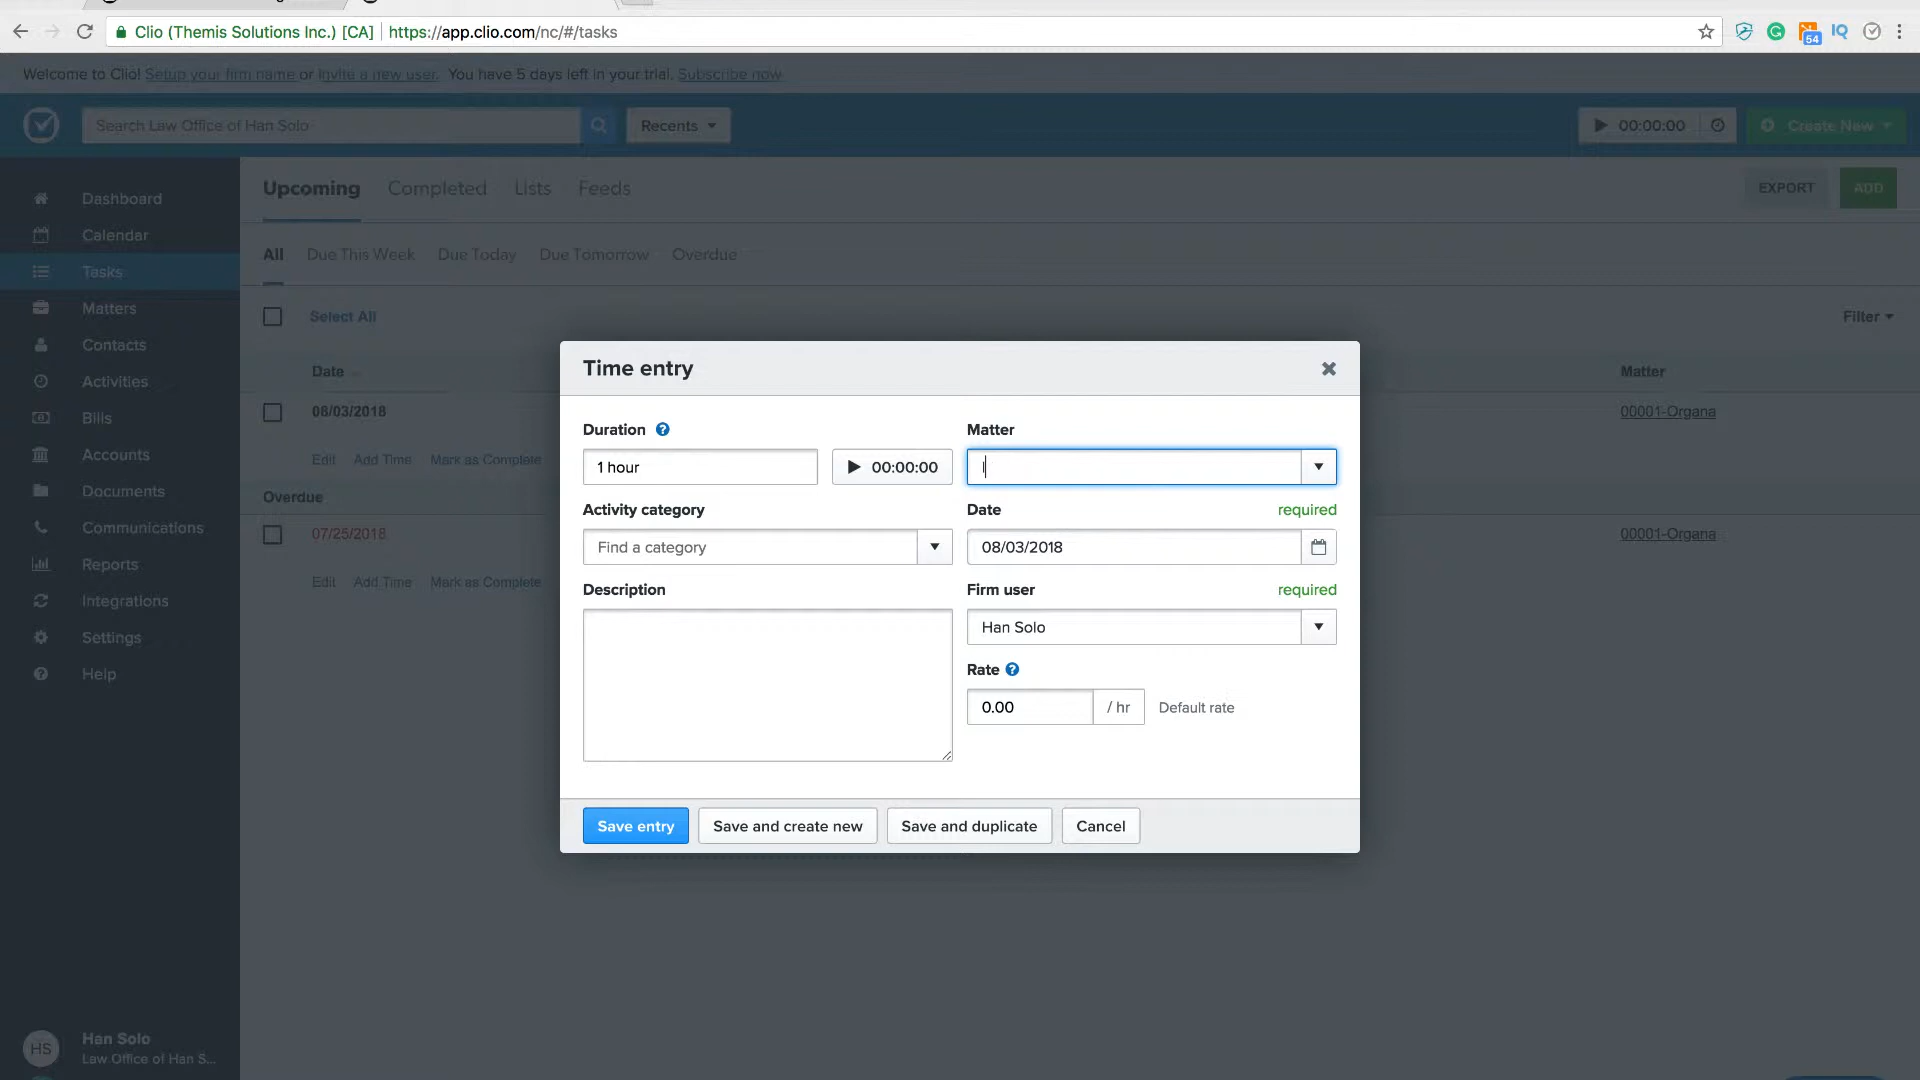 Clio (Themis Solutions Inc.) [CA] https://app.clio.com/nc/#/tasks
54
IQ
Welcome to Clio! Setup your firm name or Invite a new user. You have 5 days left in your trial. Subscribe now
Search Law Office of Han Solo
Recents
00:00:00
Create New
Dashboard
Calendar
Tasks
Matters
Contacts
Activities
Bills
Accounts
Documents
Communications
Reports
Integrations
Settings
Help
HS
Han Solo
Law Office of Han S...
Upcoming Completed Lists Feeds
EXPORT ADD
All Due This Week Due Today Due Tomorrow Overdue
Select All
Filter
Date Matter
08/03/2018 00001-Organa
Edit Add Time Mark as Complete
Overdue
07/25/2018 00001-Organa
Edit Add Time Mark as Complete
Time entry
Duration ?
1 hour
00:00:00
Matter
l
Activity category
Find a category
Date required
08/03/2018
Description
Firm user required
Han Solo
Rate ?
0.00 / hr Default rate
Save entry Save and create new Save and duplicate Cancel